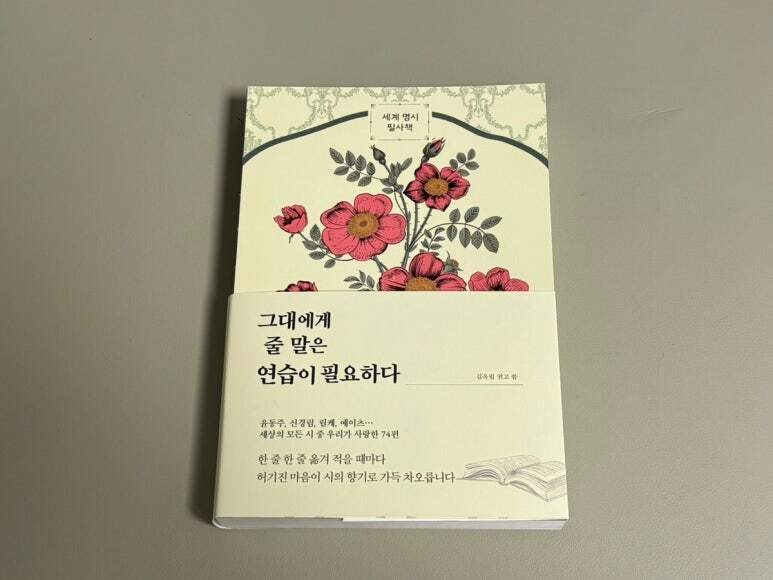 세계 명시
필사책
그대에게
줄 말은
연습이 필요하다
김옥림 엮고 씀
윤동주, 신경림, 릴케, 예이츠…
세상의 모든 시 중 우리가 사랑한 74편
한 줄 한 줄 옮겨 적을 때마다
허기진 마음이 시의 향기로 가득 차오릅니다